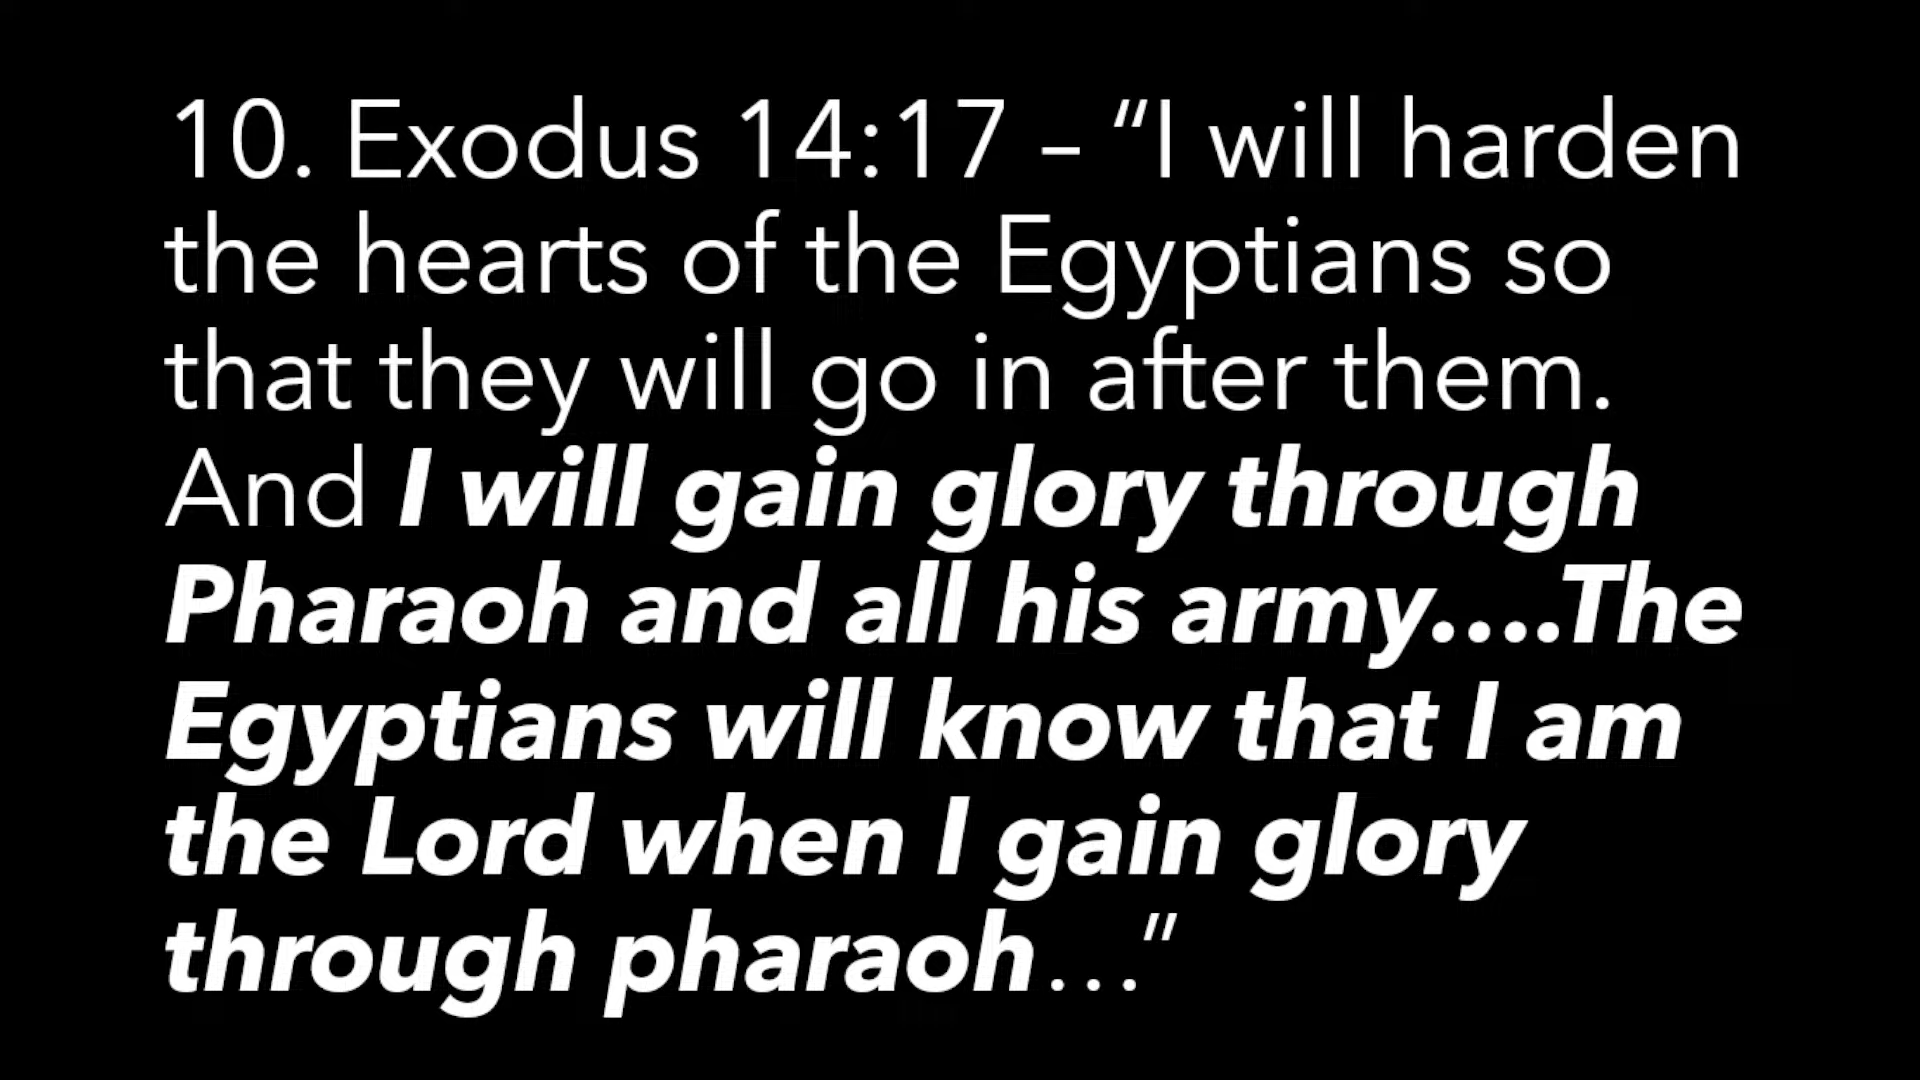 10. Exodus 14:17 – “I will harden
the hearts of the Egyptians so
that they will go in after them.
And I will gain glory through
Pharaoh and all his army….The
Egyptians will know that I am
the Lord when I gain glory
through pharaoh…”